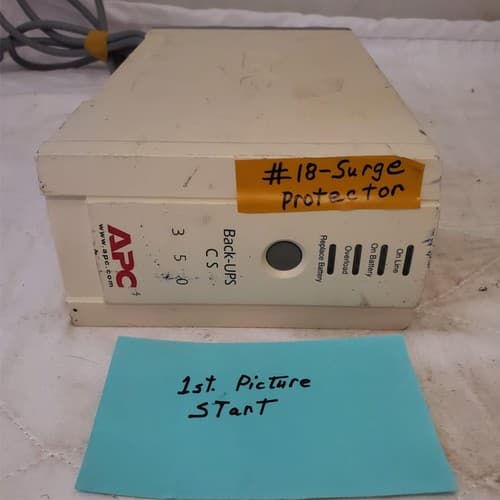 #18-Surge
Protector
APC
www.apc.com
Back-UPS
CS
350
On Line
On Battery
Overload
Replace Battery
1st. Picture
START